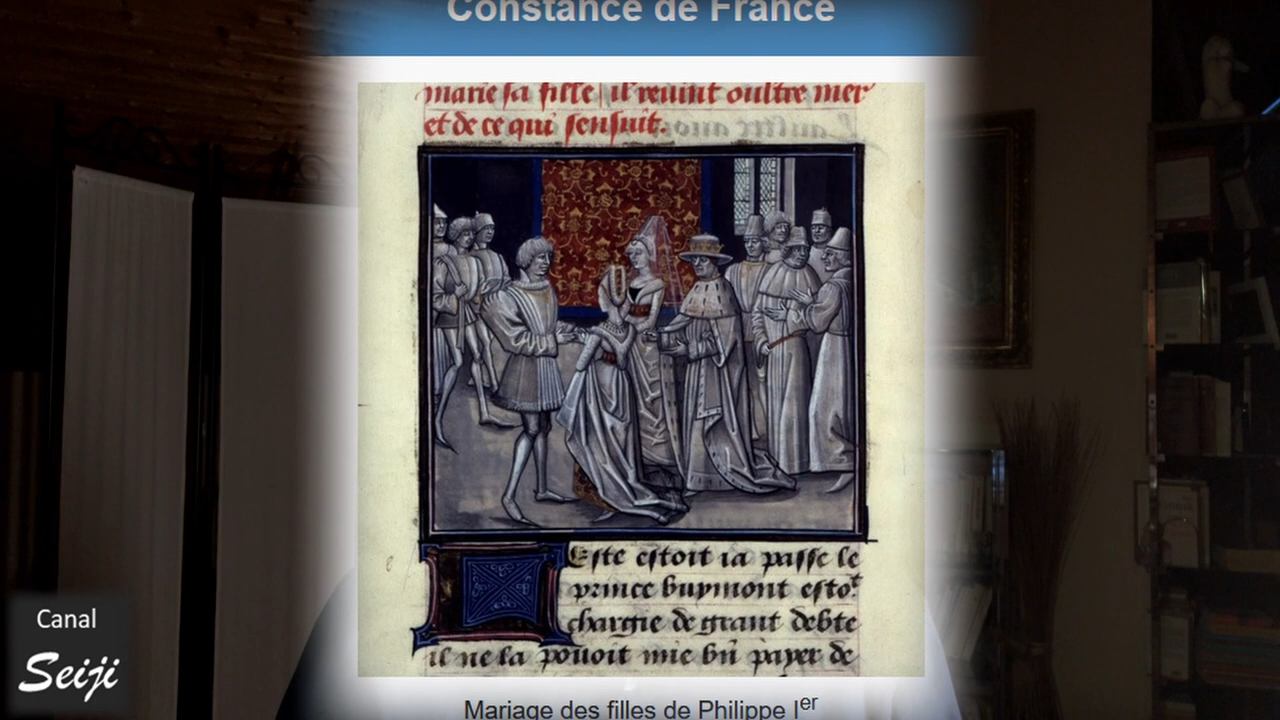 Constance de France
marie sa fille il revint oultre mer
et de ce qui sensuit.
Este estoit ia passe le
prince buymont esto
chargie de grant debte
il ne la pouoit mie bn payer de
Mariage des filles de Philippe Ier
Canal
Seiji